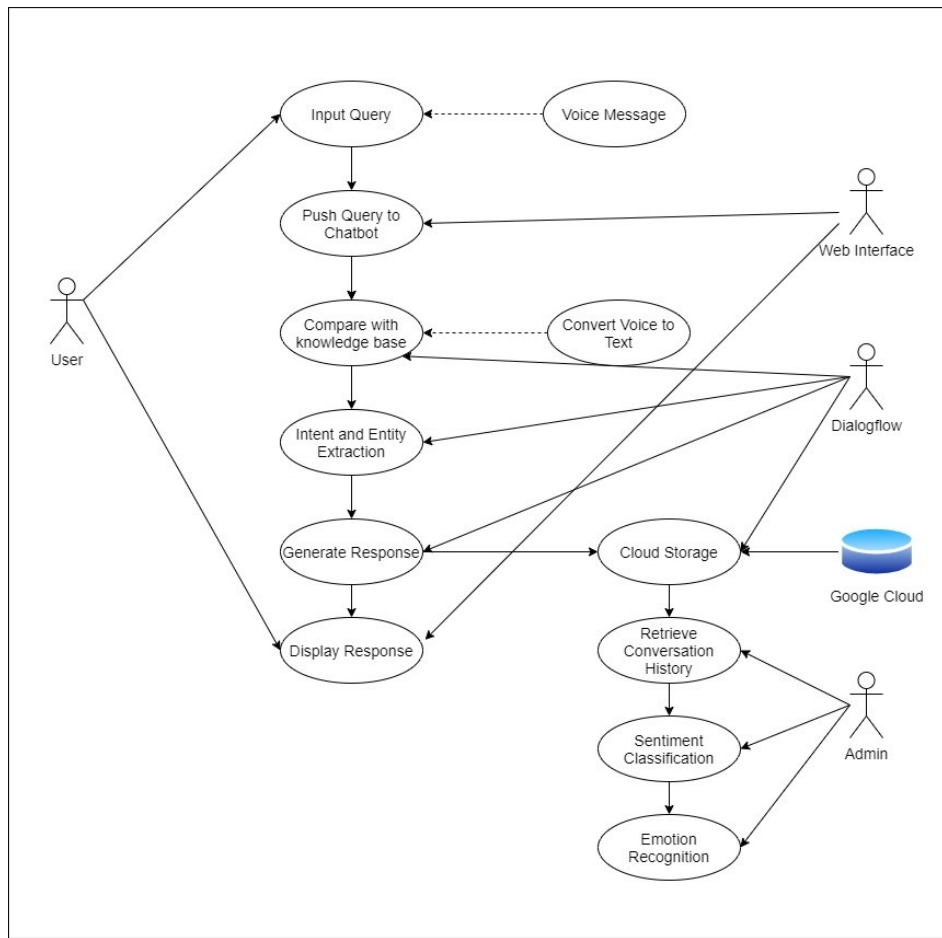 Input Query
Voice Message
Push Query to
Chatbot
Web Interface
User
Compare with
knowledge base
Convert Voice to
Text
Dialogflow
Intent and Entity
Extraction
Generate Response
Cloud Storage
Google Cloud
Display Response
Retrieve
Conversation
History
Admin
Sentiment
Classification
Emotion
Recognition